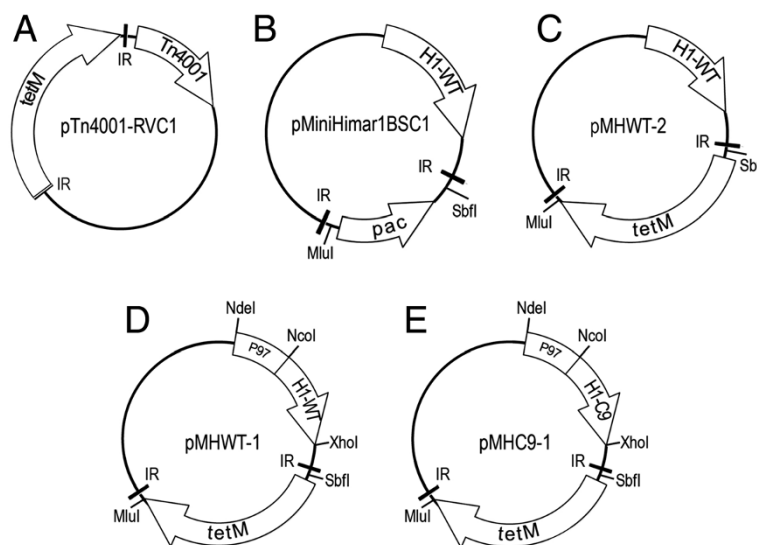 A
tetM
IR
Tn4001
pTn4001-RVC1
IR
B
H1-WT
pMiniHimar1BSC1
IR
IR
SbfI
MluI
pac
C
H1-WT
pMHWT-2
IR
Sb
IR
MluI
tetM
D
NdeI
P97
NcoI
H1-WT
pMHWT-1
XhoI
IR
IR
SbfI
MluI
tetM
E
NdeI
P97
NcoI
H1-C9
pMHC9-1
XhoI
IR
IR
SbfI
MluI
tetM